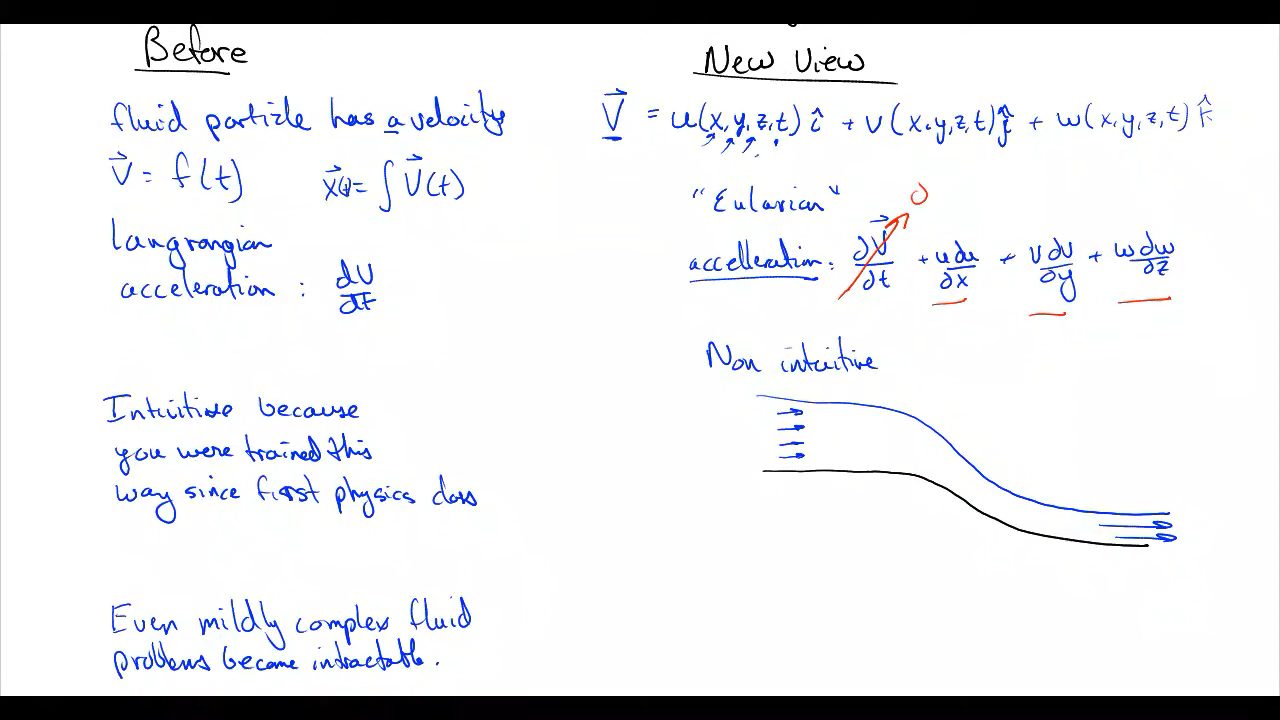 Before
fluid particle has a velocity
V⃗ = f(t)    x⃗(t) = ∫ V⃗(t)
Langrangian
acceleration : dV/dt
Intuitive because
you were trained this
way since first physics class
Even mildly complex fluid
problems become intractable.
New View
V⃗ = u(x,y,z,t) î + v(x,y,z,t) ĵ + w(x,y,z,t) k̂
"Eularian"
accelleration : ∂V⃗/∂t + u∂u/∂x + v∂v/∂y + w∂w/∂z
0
Non intuitive